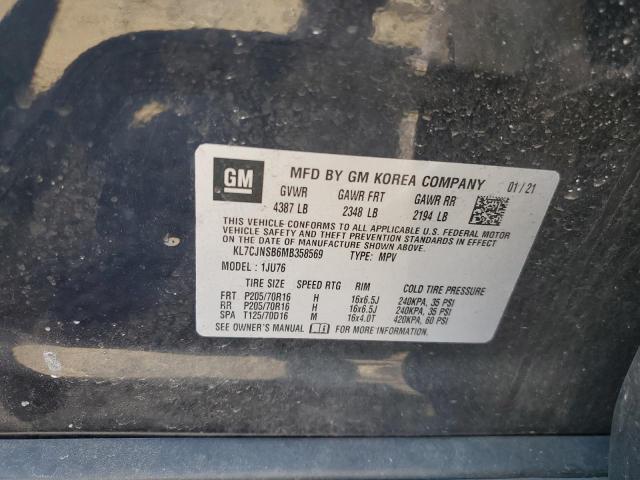 GM
MFD BY GM KOREA COMPANY 01/21
GVWR GAWR FRT GAWR RR
4387 LB 2348 LB 2194 LB
THIS VEHICLE CONFORMS TO ALL APPLICABLE U.S. FEDERAL MOTOR
VEHICLE SAFETY AND THEFT PREVENTION STANDARDS IN EFFECT
ON THE DATE OF MANUFACTURE SHOWN ABOVE.
KL7CJNSB6MB358569 TYPE: MPV
MODEL : 1JU76
TIRE SIZE SPEED RTG RIM COLD TIRE PRESSURE
FRT P205/70R16 H 16x6.5J 240KPA, 35 PSI
RR P205/70R16 H 16x6.5J 240KPA, 35 PSI
SPA T125/70D16 M 16x4.0T 420KPA, 60 PSI
SEE OWNER'S MANUAL FOR MORE INFORMATION.